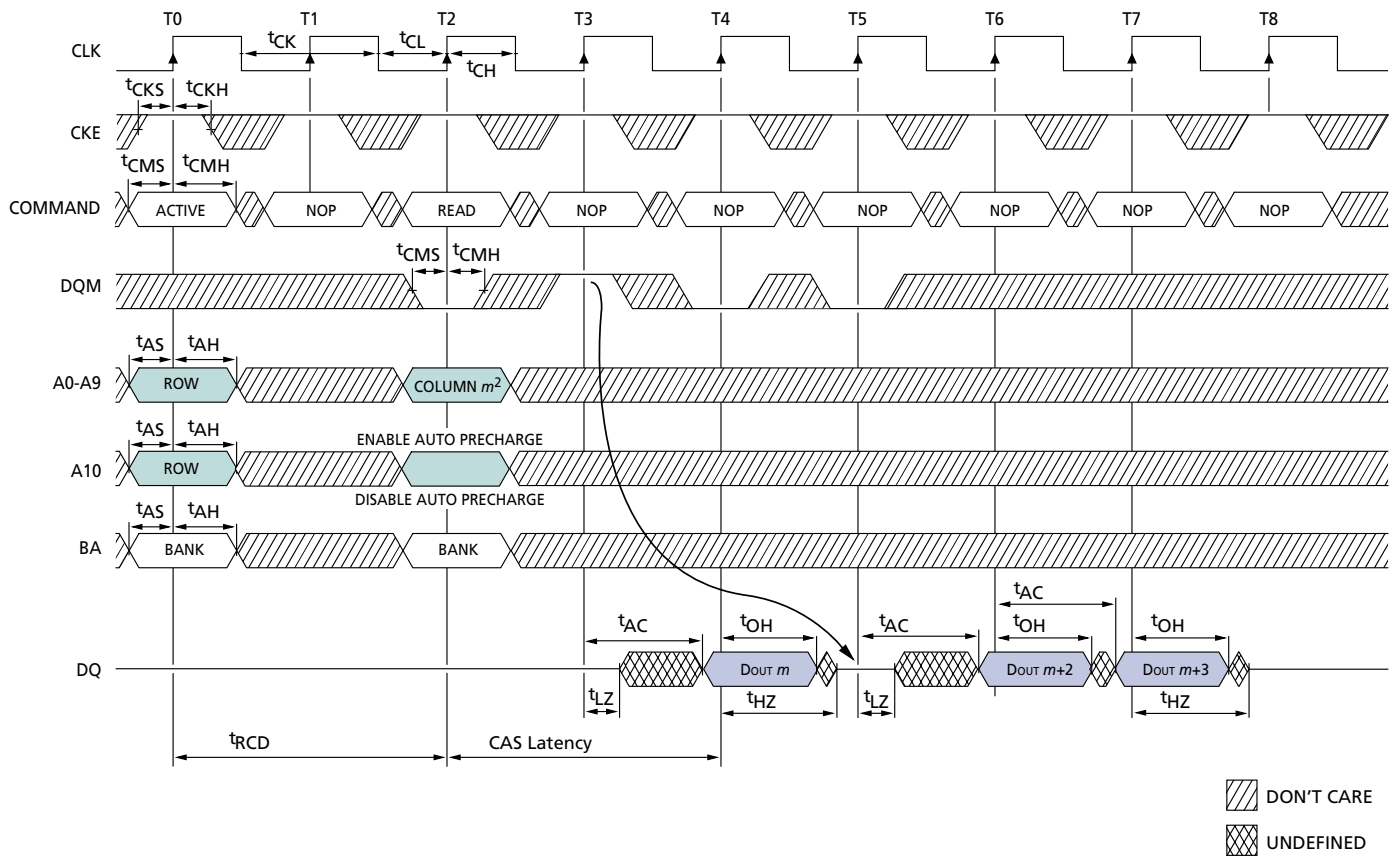 T0 T1 T2 T3 T4 T5 T6 T7 T8
CLK
tCK tCL
tCH
tCKS tCKH
CKE
tCMS tCMH
COMMAND ACTIVE NOP READ NOP NOP NOP NOP NOP NOP
tCMS tCMH
DQM
tAS tAH
A0-A9 ROW COLUMN m2
tAS tAH ENABLE AUTO PRECHARGE
A10 ROW
DISABLE AUTO PRECHARGE
tAS tAH
BA BANK BANK
tAC
tAC tOH tAC tOH tOH
DQ DOUT m DOUT m+2 DOUT m+3
tLZ tHZ tLZ tHZ
tRCD CAS Latency
DON'T CARE
UNDEFINED